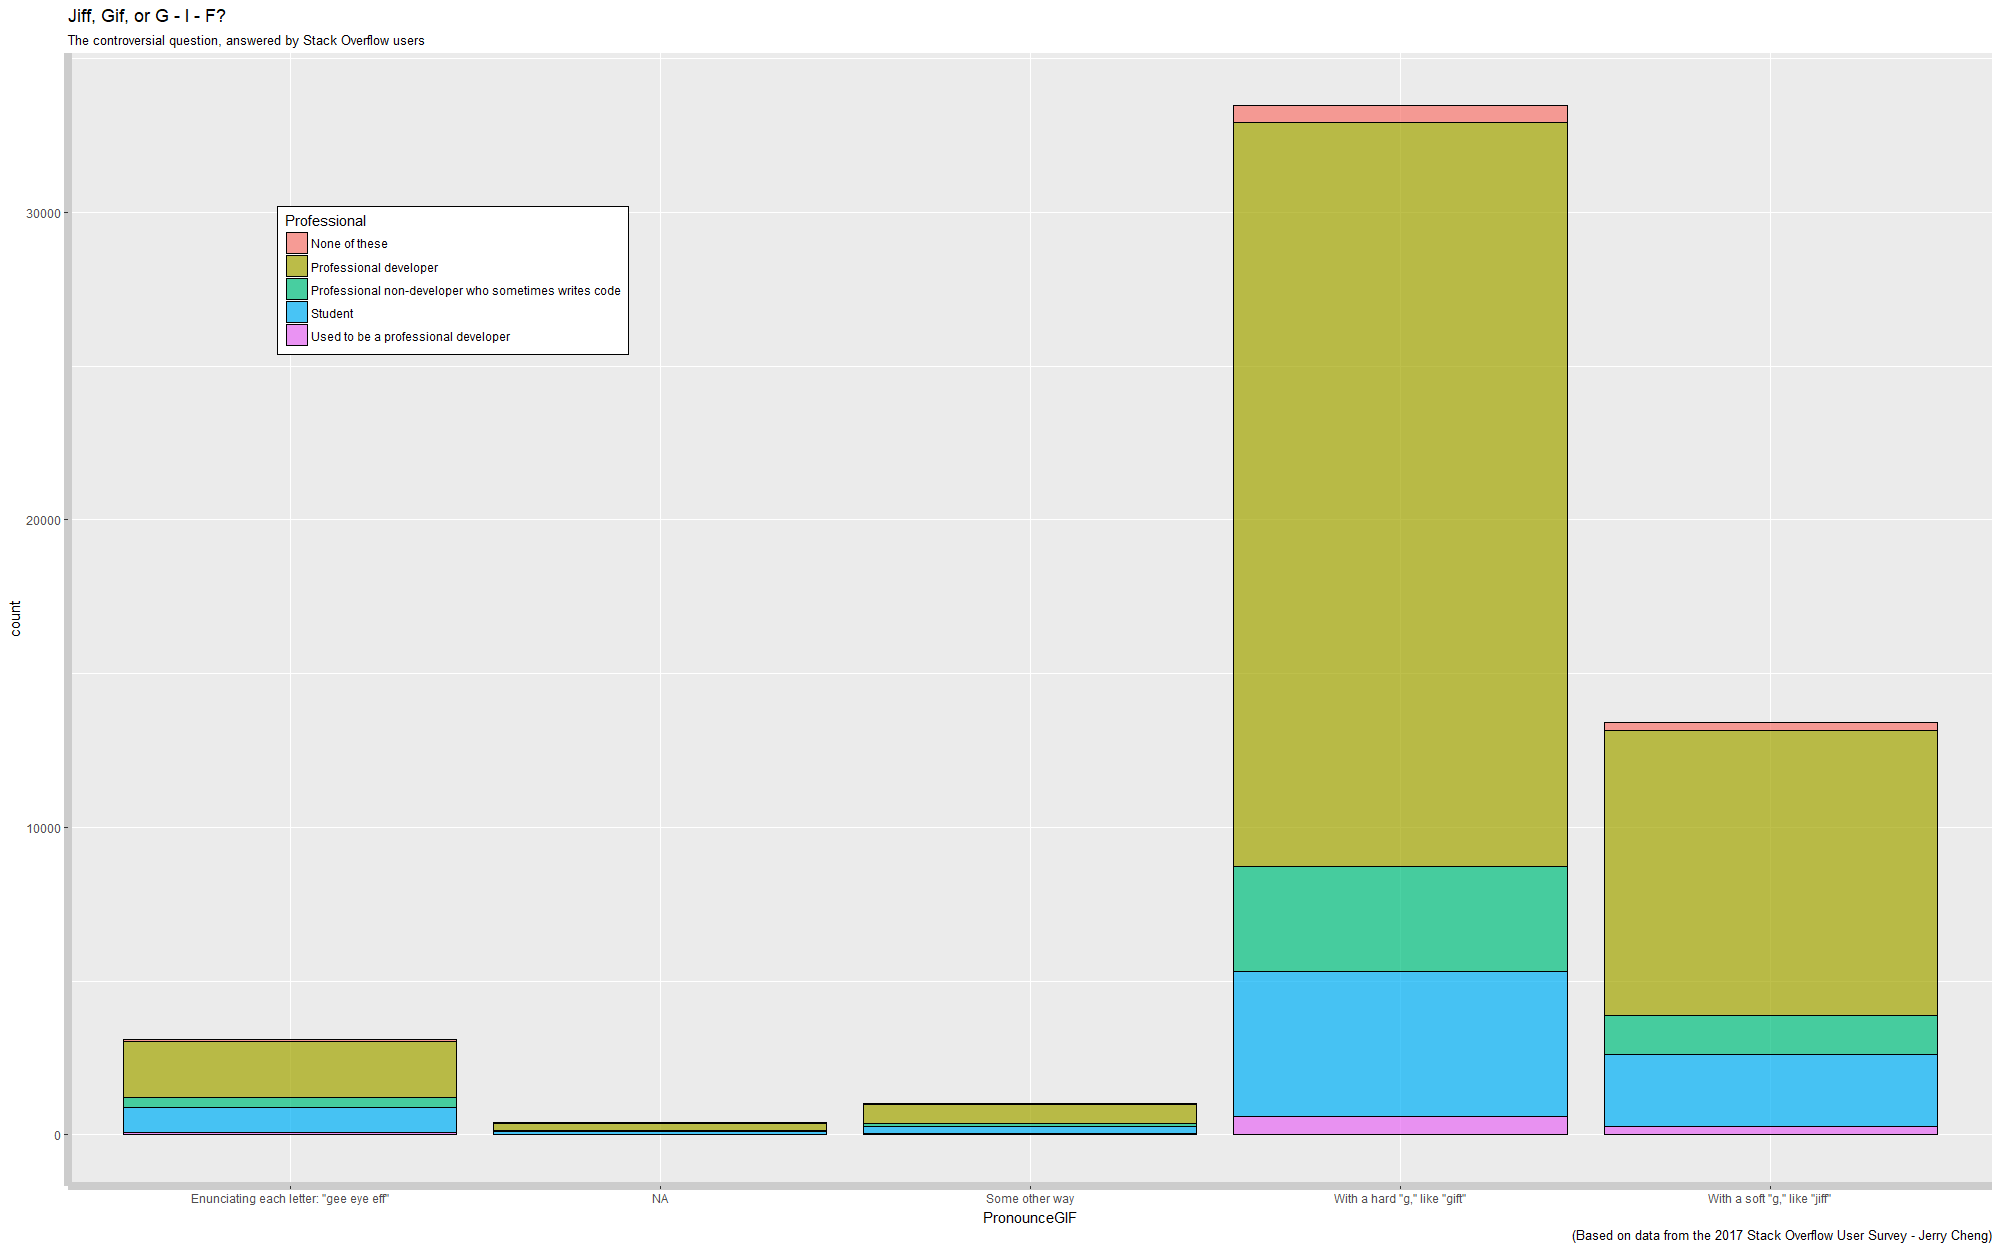 Jiff, Gif, or G - I - F?
The controversial question, answered by Stack Overflow users
30000
20000
10000
0
count
Professional
None of these
Professional developer
Professional non-developer who sometimes writes code
Student
Used to be a professional developer
Enunciating each letter: "gee eye eff"
NA
Some other way
With a hard "g," like "gift"
With a soft "g," like "jiff"
PronounceGIF
(Based on data from the 2017 Stack Overflow User Survey - Jerry Cheng)